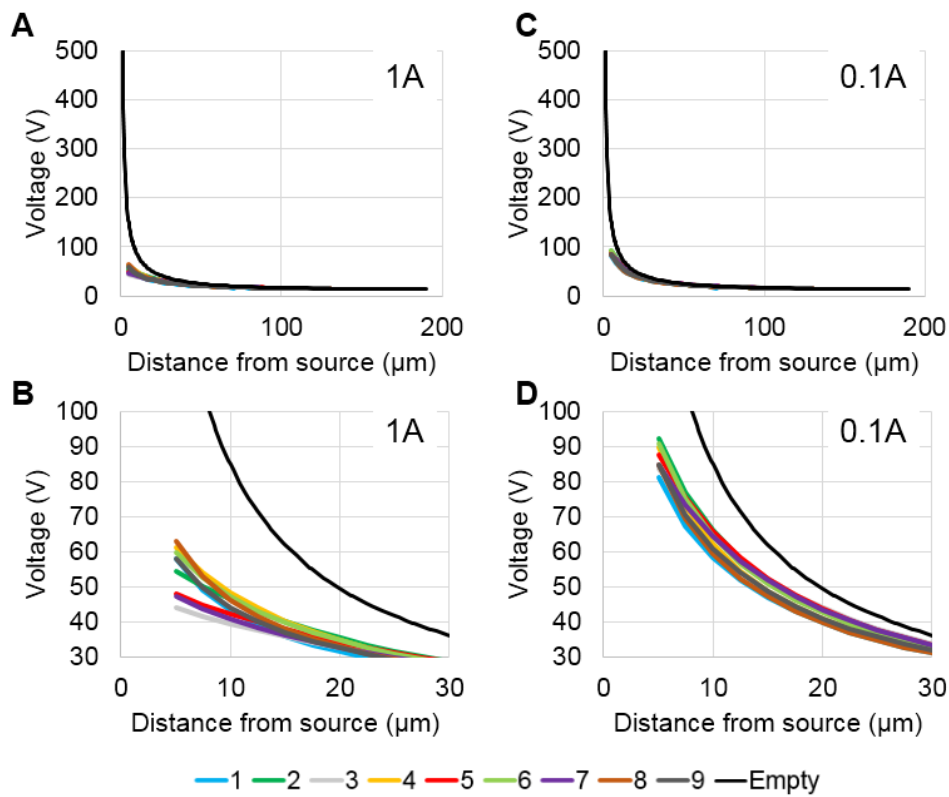 A
C
500
400
300
200
100
0
Voltage (V)
1A
0
100
200
Distance from source (µm)
500
400
300
200
100
0
Voltage (V)
0.1A
0
100
200
Distance from source (µm)
B
D
100
90
80
70
60
50
40
30
Voltage (V)
1A
0
10
20
30
Distance from source (µm)
100
90
80
70
60
50
40
30
Voltage (V)
0.1A
0
10
20
30
Distance from source (µm)
1 2 3 4 5 6 7 8 9 Empty